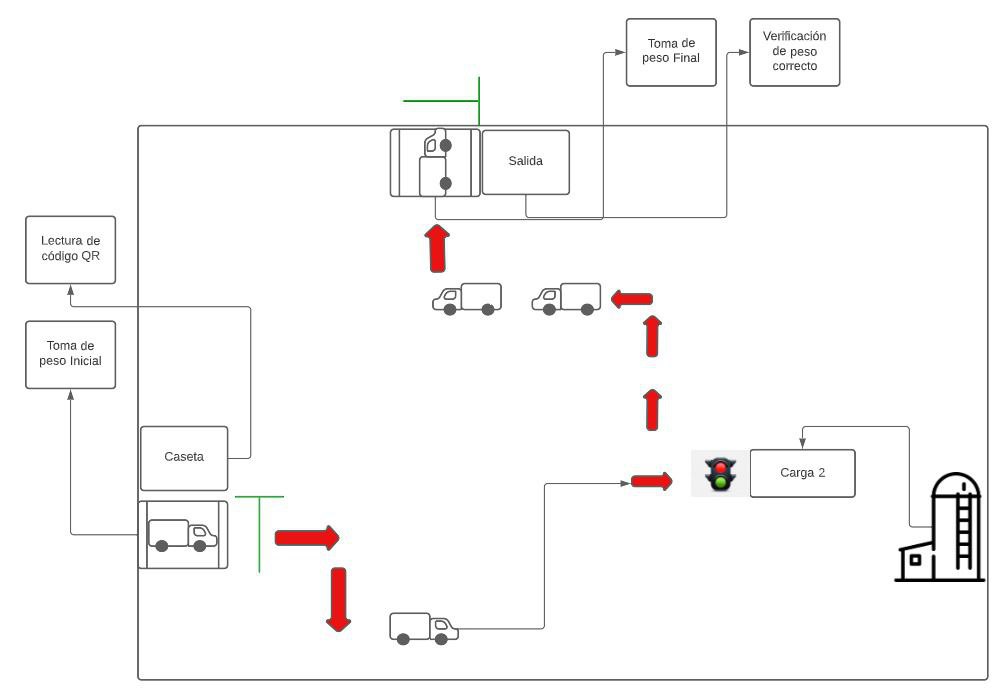 Toma de
peso Final
Verificación
de peso
correcto
Salida
Lectura de
código QR
Toma de
peso Inicial
Caseta
Carga 2